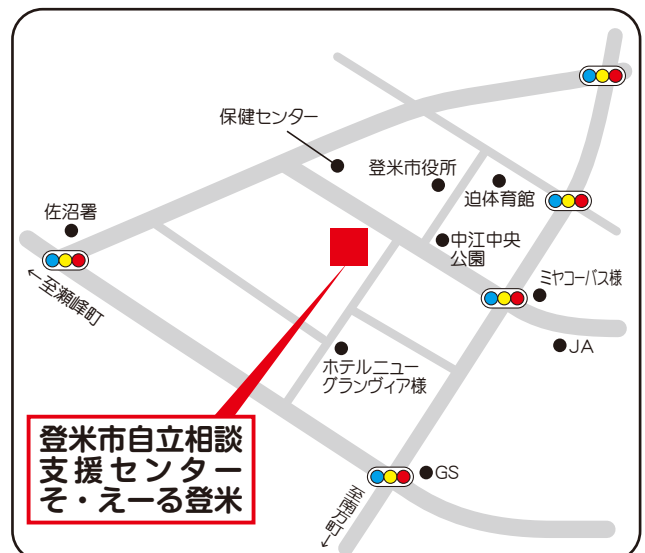 保健センター
登米市役所
迫体育館
佐沼署
中江中央
公園
ミヤコーバス様
←至瀬峰町
JA
ホテルニュー
グランヴィア様
登米市自立相談
支援センター
そ・えーる登米
GS
至南方町→